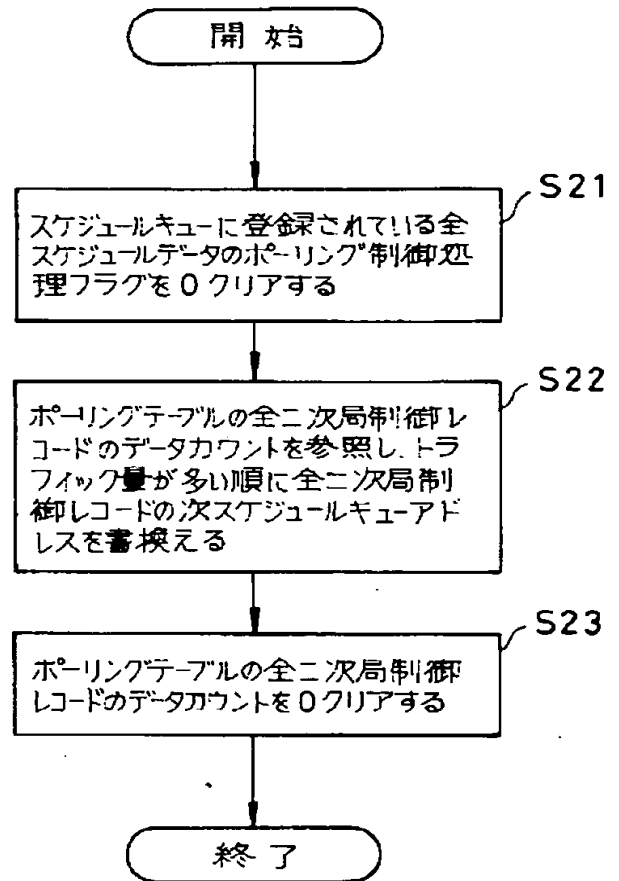 開始
S21
スケジュールキューに登録されている全
スケジュールデータのポーリング制御処
理フラグを0クリアする
S22
ポーリングテーブルの全二次局制御レ
コードのデータカウントを参照し、トラ
フィック量が多い順に全二次局制
御レコードの次スケジュールキューアド
レスを書換える
S23
ポーリングテーブルの全二次局制御
レコードのデータカウントを0クリアする
終了